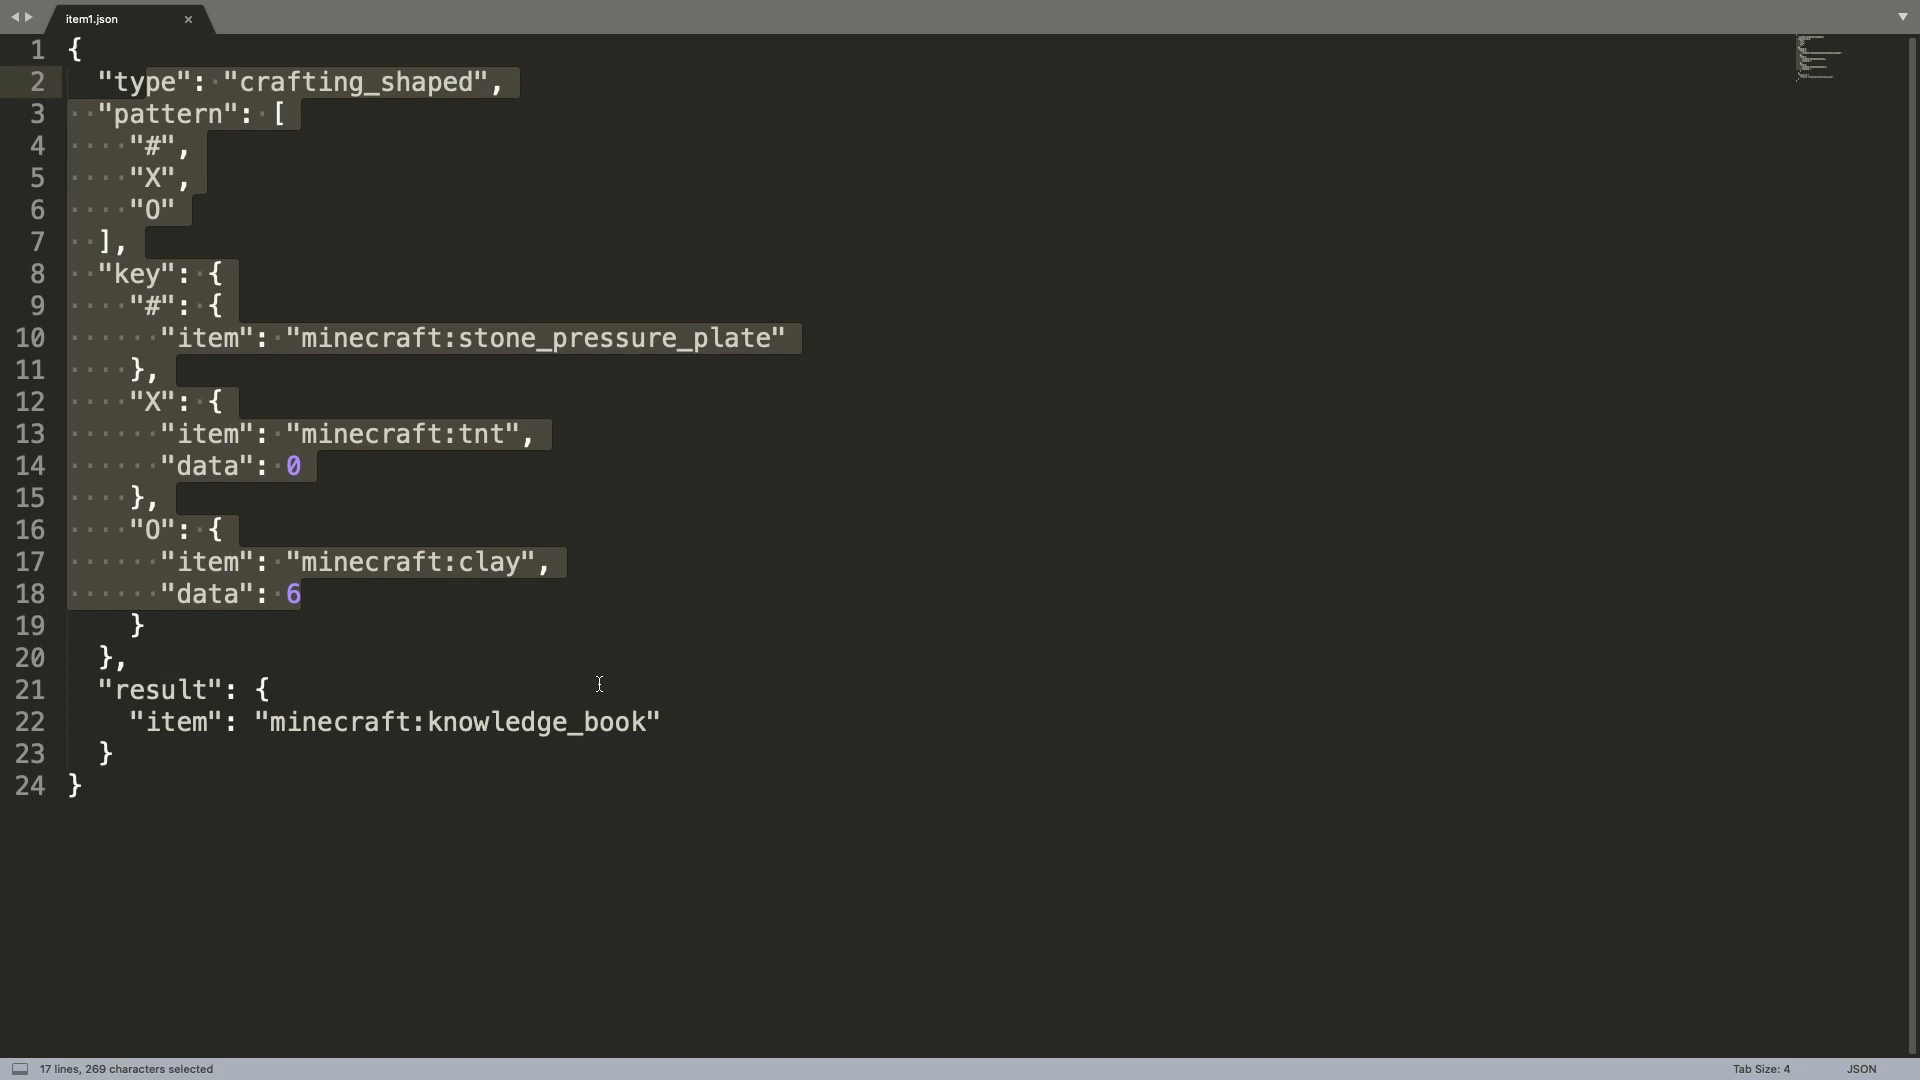 item1.json ×
1 {
2   "type": "crafting_shaped",
3   "pattern": [
4     "#",
5     "X",
6     "O"
7   ],
8   "key": {
9     "#": {
10       "item": "minecraft:stone_pressure_plate"
11     },
12     "X": {
13       "item": "minecraft:tnt",
14       "data": 0
15     },
16     "O": {
17       "item": "minecraft:clay",
18       "data": 6
19     }
20   },
21   "result": {
22     "item": "minecraft:knowledge_book"
23   }
24 }
17 lines, 269 characters selected Tab Size: 4 JSON